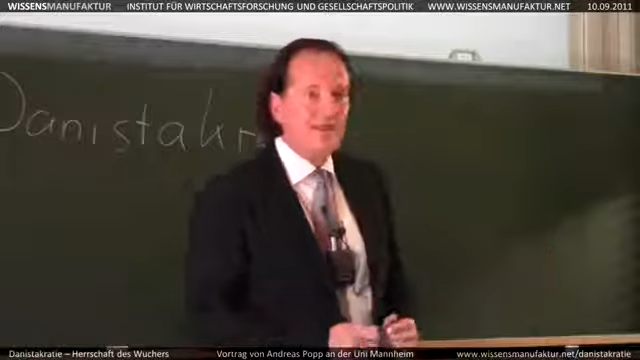 WISSENSMANUFAKTUR INSTITUT FÜR WIRTSCHAFTSFORSCHUNG UND GESELLSCHAFTSPOLITIK WWW.WISSENSMANUFAKTUR.NET 10.09.2011
Danistakr
Danistakratie – Herrschaft des Wuchers Vortrag von Andreas Popp an der Uni Mannheim www.wissensmanufaktur.net/danistakratie